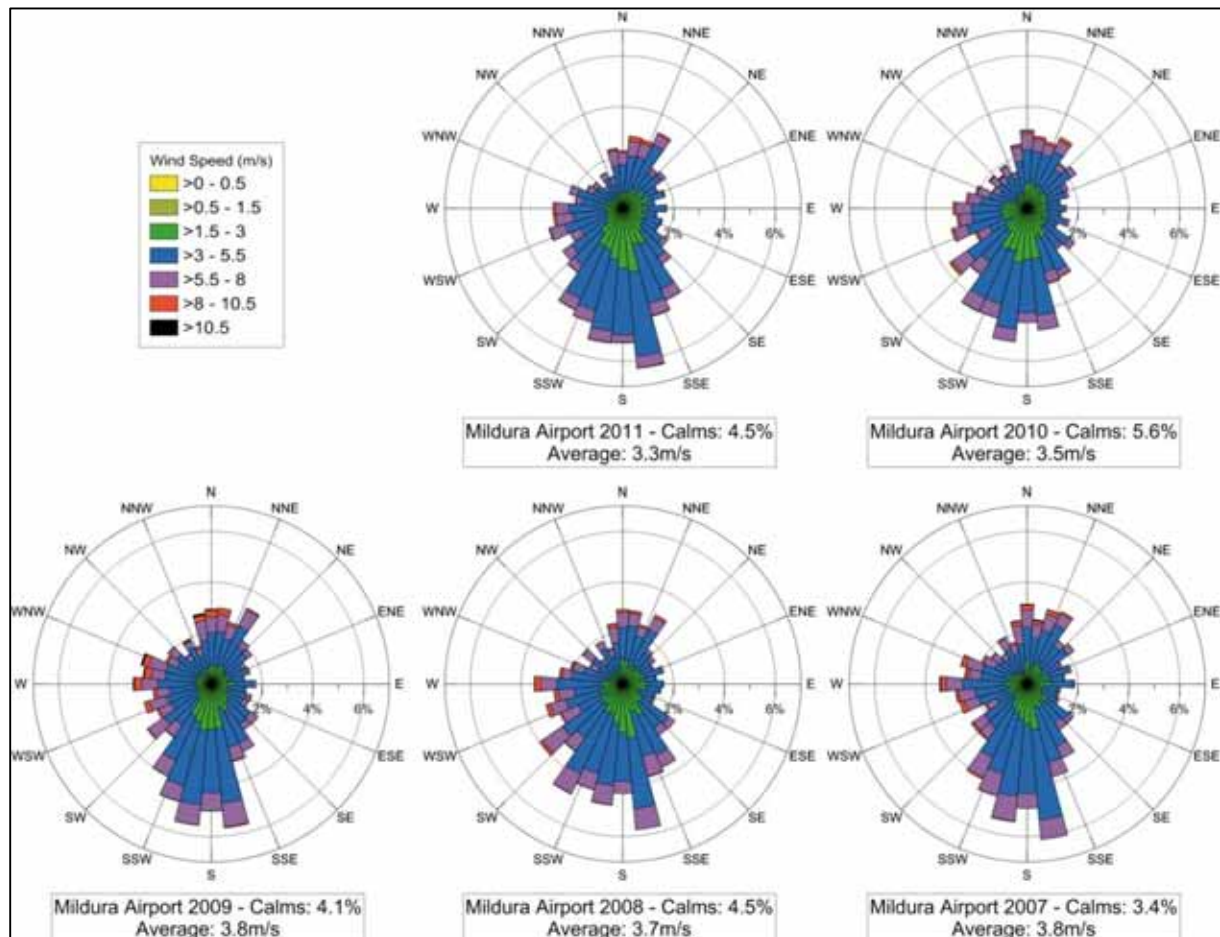 Wind Speed (m/s)
>0 - 0.5
>0.5 - 1.5
>1.5 - 3
>3 - 5.5
>5.5 - 8
>8 - 10.5
>10.5
N
NNW NNE
NW NE
WNW ENE
W E
2% 4% 6%
WSW ESE
SW SE
SSW SSE
S
Mildura Airport 2011 - Calms: 4.5%
Average: 3.3m/s
N
NNW NNE
NW NE
WNW ENE
W E
2% 4% 6%
WSW ESE
SW SE
SSW SSE
S
Mildura Airport 2010 - Calms: 5.6%
Average: 3.5m/s
N
NNW NNE
NW NE
WNW ENE
W E
2% 4% 6%
WSW ESE
SW SE
SSW SSE
S
Mildura Airport 2009 - Calms: 4.1%
Average: 3.8m/s
N
NNW NNE
NW NE
WNW ENE
W E
2% 4% 6%
WSW ESE
SW SE
SSW SSE
S
Mildura Airport 2008 - Calms: 4.5%
Average: 3.7m/s
N
NNW NNE
NW NE
WNW ENE
W E
2% 4% 6%
WSW ESE
SW SE
SSW SSE
S
Mildura Airport 2007 - Calms: 3.4%
Average: 3.8m/s